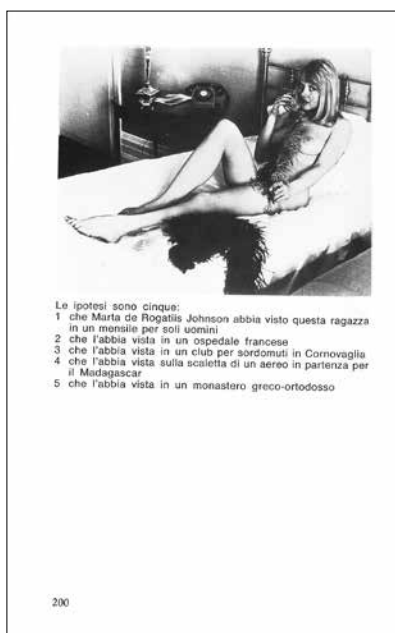 Le ipotesi sono cinque:
1 che Marta de Rogatiis Johnson abbia visto questa ragazza
in un mensile per soli uomini
2 che l'abbia vista in un ospedale francese
3 che l'abbia vista in un club per sordomuti in Cornovaglia
4 che l'abbia vista sulla scaletta di un aereo in partenza per
il Madagascar
5 che l'abbia vista in un monastero greco-ortodosso
200